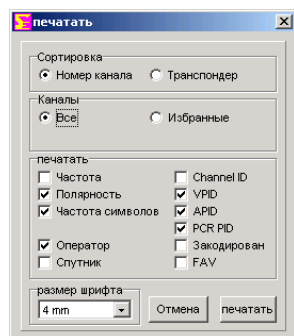 печатать
Сортировка
Номер канала Транспондер
Каналы
Все Избранные
печатать
Частота Channel ID
Полярность VPID
Частота символов APID
PCR PID
Оператор Закодирован
Спутник FAV
размер шрифта
4 mm Отмена печатать